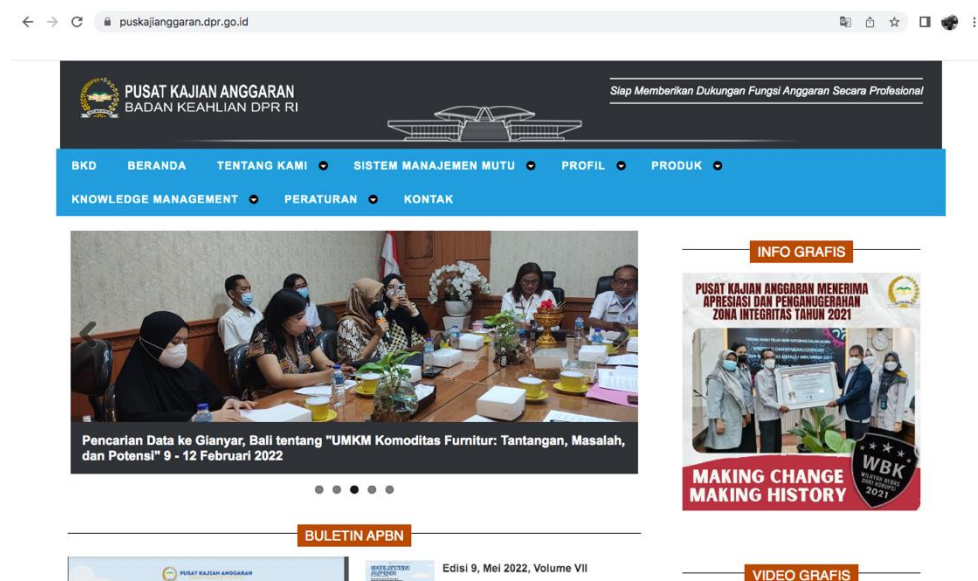 puskajianggaran.dpr.go.id
PUSAT KAJIAN ANGGARAN
BADAN KEAHLIAN DPR RI
Siap Memberikan Dukungan Fungsi Anggaran Secara Profesional
BKD BERANDA TENTANG KAMI SISTEM MANAJEMEN MUTU PROFIL PRODUK
KNOWLEDGE MANAGEMENT PERATURAN KONTAK
Pencarian Data ke Gianyar, Bali tentang "UMKM Komoditas Furnitur: Tantangan, Masalah,
dan Potensi" 9 - 12 Februari 2022
INFO GRAFIS
PUSAT KAJIAN ANGGARAN MENERIMA
APRESIASI DAN PENGANUGERAHAN
ZONA INTEGRITAS TAHUN 2021
MAKING CHANGE
MAKING HISTORY
WBK
WILAYAH BEBAS
DARI KORUPSI
2021
BULETIN APBN
PUSAT KAJIAN ANGGARAN
Edisi 9, Mei 2022, Volume VII
VIDEO GRAFIS